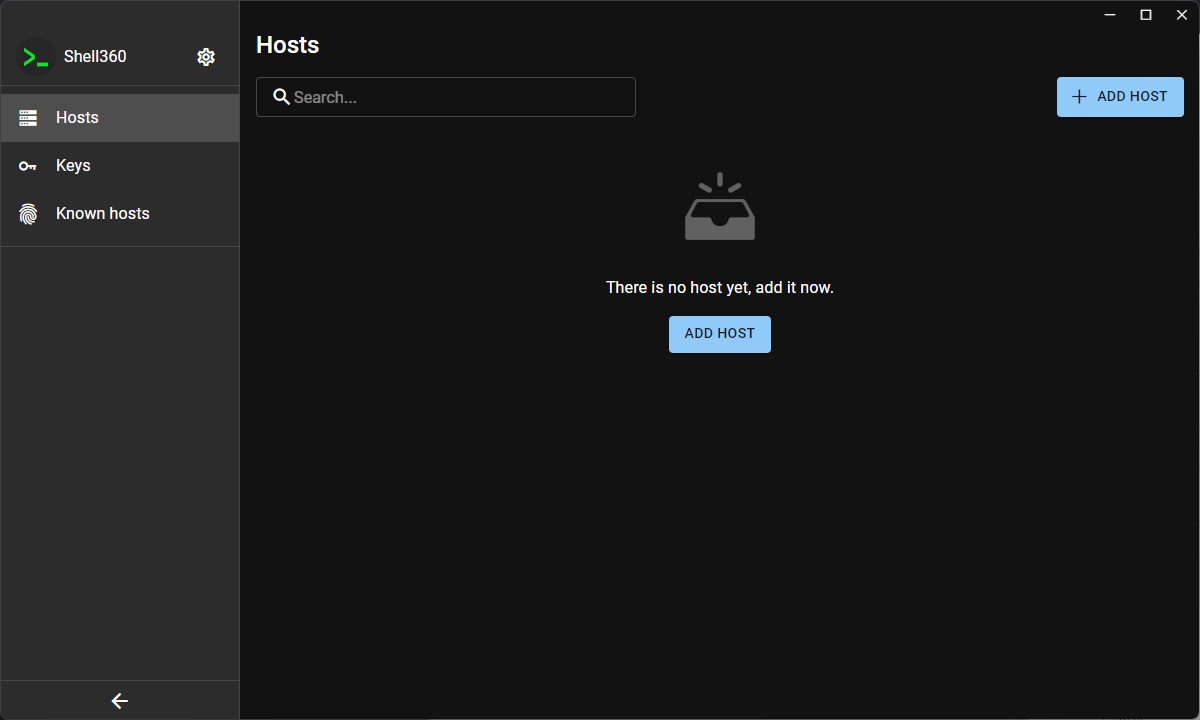 Shell360
Hosts
Keys
Known hosts
Hosts
Search...
ADD HOST
There is no host yet, add it now.
ADD HOST